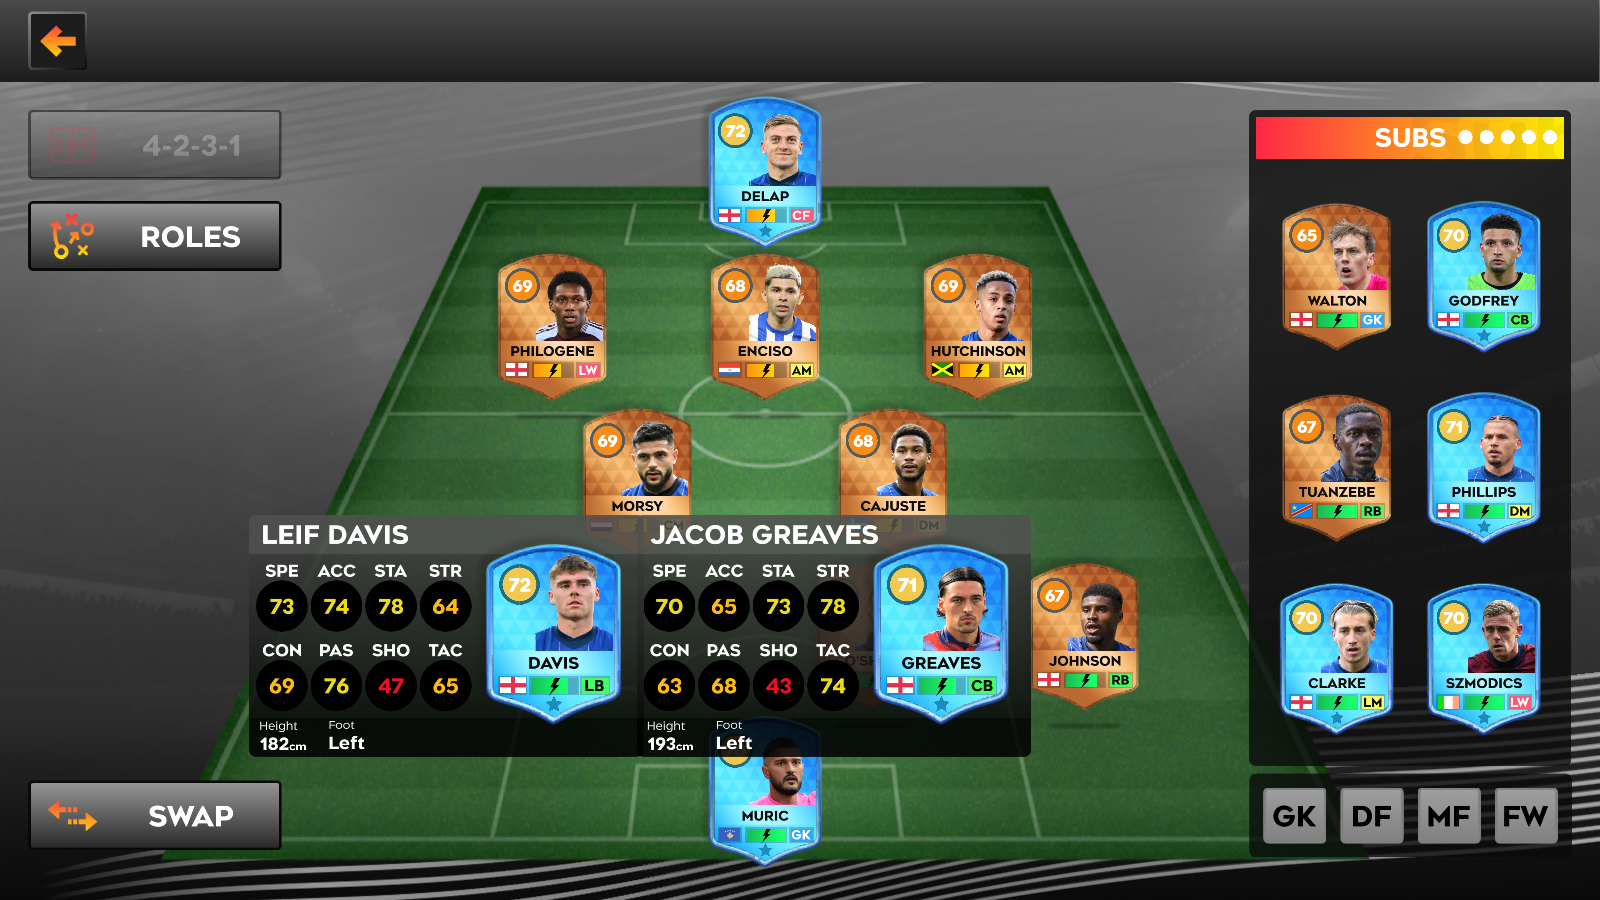 4-2-3-1
ROLES
72
DELAP
CF
69
PHILOGENE
LW
68
ENCISO
AM
69
HUTCHINSON
AM
69
MORSY
CM
68
CAJUSTE
DM
LEIF DAVIS
SPE ACC STA STR
73 74 78 64
CON PAS SHO TAC
69 76 47 65
Height Foot
182cm Left
72
DAVIS
LB
JACOB GREAVES
SPE ACC STA STR
70 65 73 78
CON PAS SHO TAC
63 68 43 74
Height Foot
193cm Left
71
GREAVES
CB
67
JOHNSON
RB
MURIC
GK
SWAP
SUBS
65
WALTON
GK
70
GODFREY
CB
67
TUANZEBE
RB
71
PHILLIPS
DM
70
CLARKE
LM
70
SZMODICS
LW
GK DF MF FW